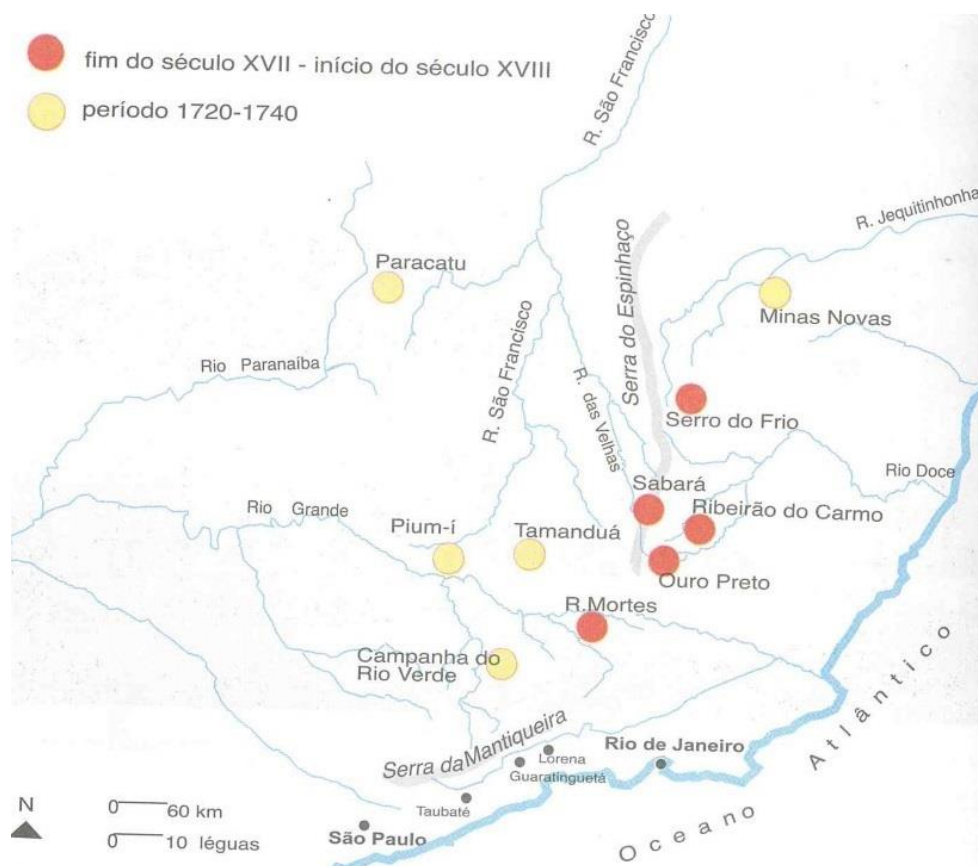 fim do século XVII - início do século XVIII
período 1720-1740
R. São Francisco
R. Jequitinhonha
Paracatu
Serra do Espinhaço
Minas Novas
Rio Paranaíba
R. São Francisco
R. das Velhas
Serro do Frio
Sabará
Rio Doce
Ribeirão do Carmo
Rio Grande
Pium-í
Tamanduá
Ouro Preto
R.Mortes
Campanha do
Rio Verde
Serra da Mantiqueira
Lorena
Rio de Janeiro
Guaratinguetá
Taubaté
São Paulo
Oceano Atlântico
N
0 60 km
0 10 léguas